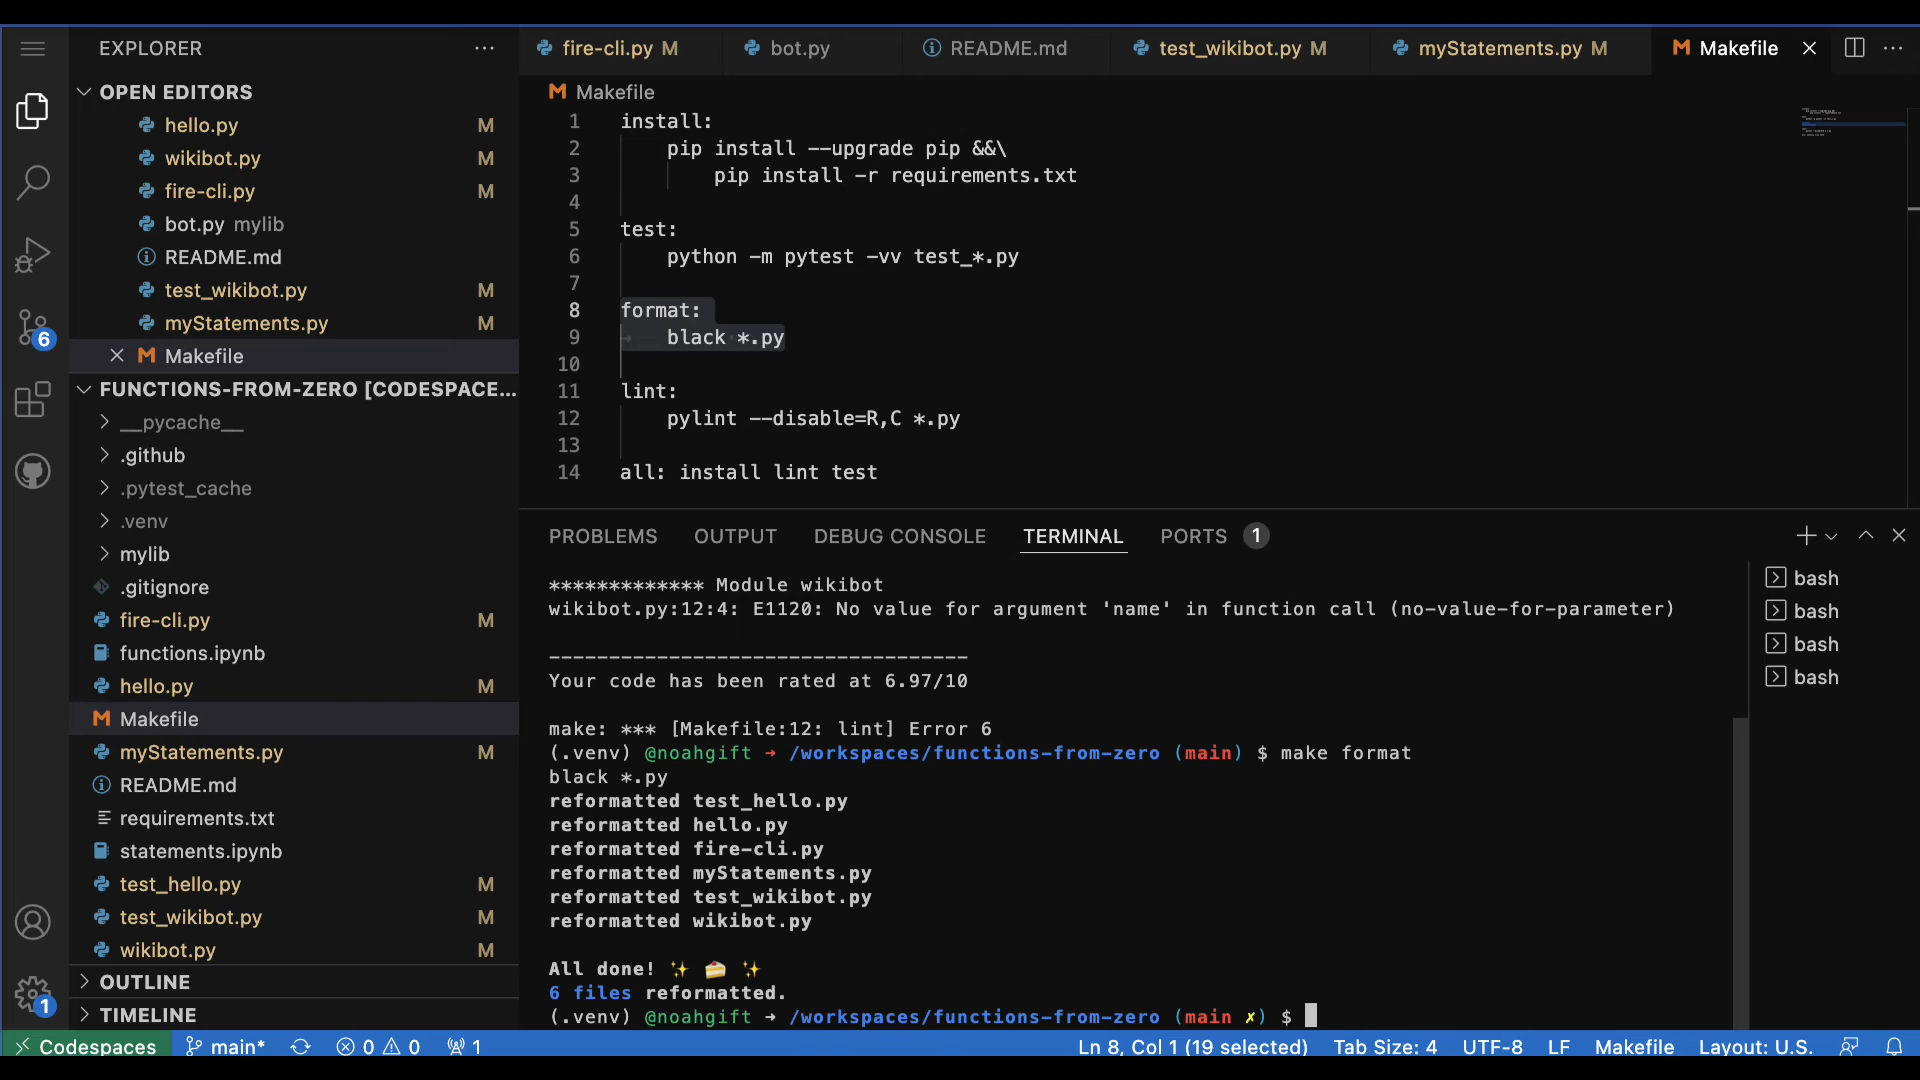 EXPLORER
OPEN EDITORS
hello.py M
wikibot.py M
fire-cli.py M
bot.py mylib
README.md
test_wikibot.py M
myStatements.py M
Makefile
FUNCTIONS-FROM-ZERO [CODESPACE...
__pycache__
.github
.pytest_cache
.venv
mylib
.gitignore
fire-cli.py M
functions.ipynb
hello.py M
Makefile
myStatements.py M
README.md
requirements.txt
statements.ipynb
test_hello.py M
test_wikibot.py M
wikibot.py M
OUTLINE
TIMELINE
6
1
fire-cli.py M bot.py README.md test_wikibot.py M myStatements.py M Makefile
Makefile
1 install:
2 pip install --upgrade pip &&\
3 pip install -r requirements.txt
4
5 test:
6 python -m pytest -vv test_*.py
7
8 format:
9 black *.py
10
11 lint:
12 pylint --disable=R,C *.py
13
14 all: install lint test
PROBLEMS OUTPUT DEBUG CONSOLE TERMINAL PORTS 1
************* Module wikibot
wikibot.py:12:4: E1120: No value for argument 'name' in function call (no-value-for-parameter)
-----------------------------------
Your code has been rated at 6.97/10
make: *** [Makefile:12: lint] Error 6
(.venv) @noahgift ➜ /workspaces/functions-from-zero (main) $ make format
black *.py
reformatted test_hello.py
reformatted hello.py
reformatted fire-cli.py
reformatted myStatements.py
reformatted test_wikibot.py
reformatted wikibot.py
All done! ✨ 🍰 ✨
6 files reformatted.
(.venv) @noahgift ➜ /workspaces/functions-from-zero (main ✗) $
bash
bash
bash
bash
Codespaces main* 0 0 1 Ln 8, Col 1 (19 selected) Tab Size: 4 UTF-8 LF Makefile Layout: U.S.